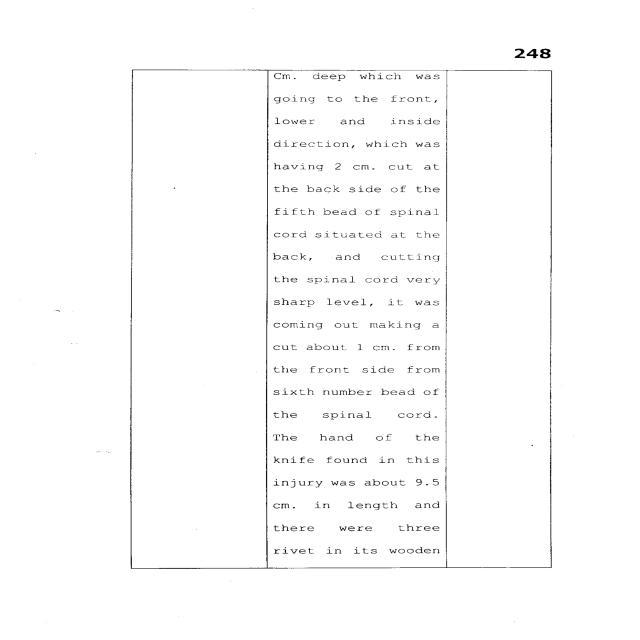 248
Cm. deep which was
going to the front,
lower and inside
direction, which was
having 2 cm. cut at
the back side of the
fifth bead of spinal
cord situated at the
back, and cutting
the spinal cord very
sharp level, it was
coming out making a
cut about 1 cm. from
the front side from
sixth number bead of
the spinal cord.
The hand of the
knife found in this
injury was about 9.5
cm. in length and
there were three
rivet in its wooden